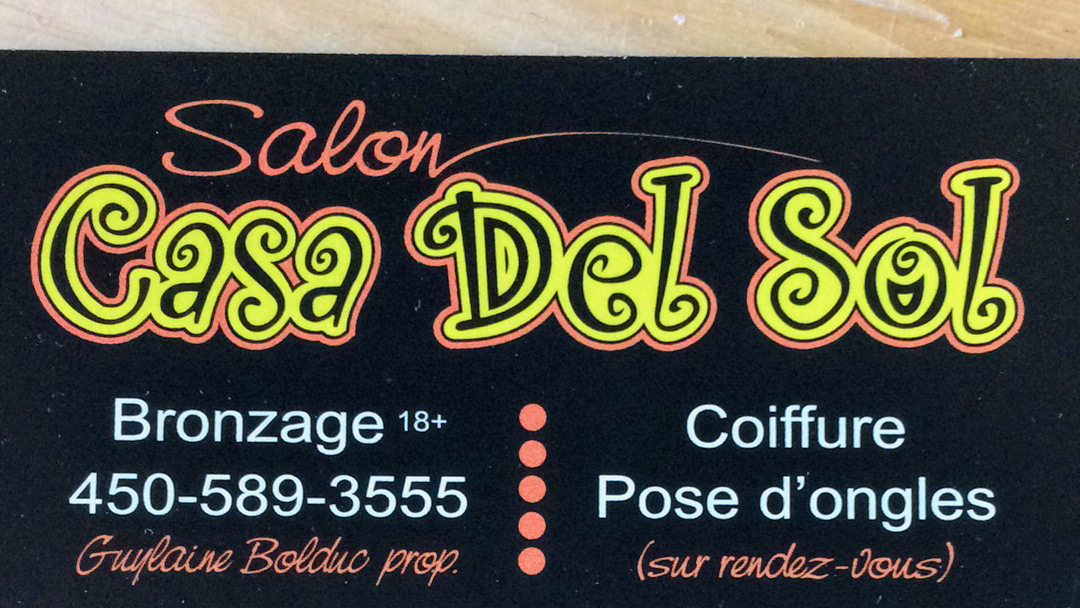 Salon
Casa Del Sol
Bronzage 18+
450-589-3555
Guylaine Bolduc prop.
Coiffure
Pose d'ongles
(sur rendez-vous)